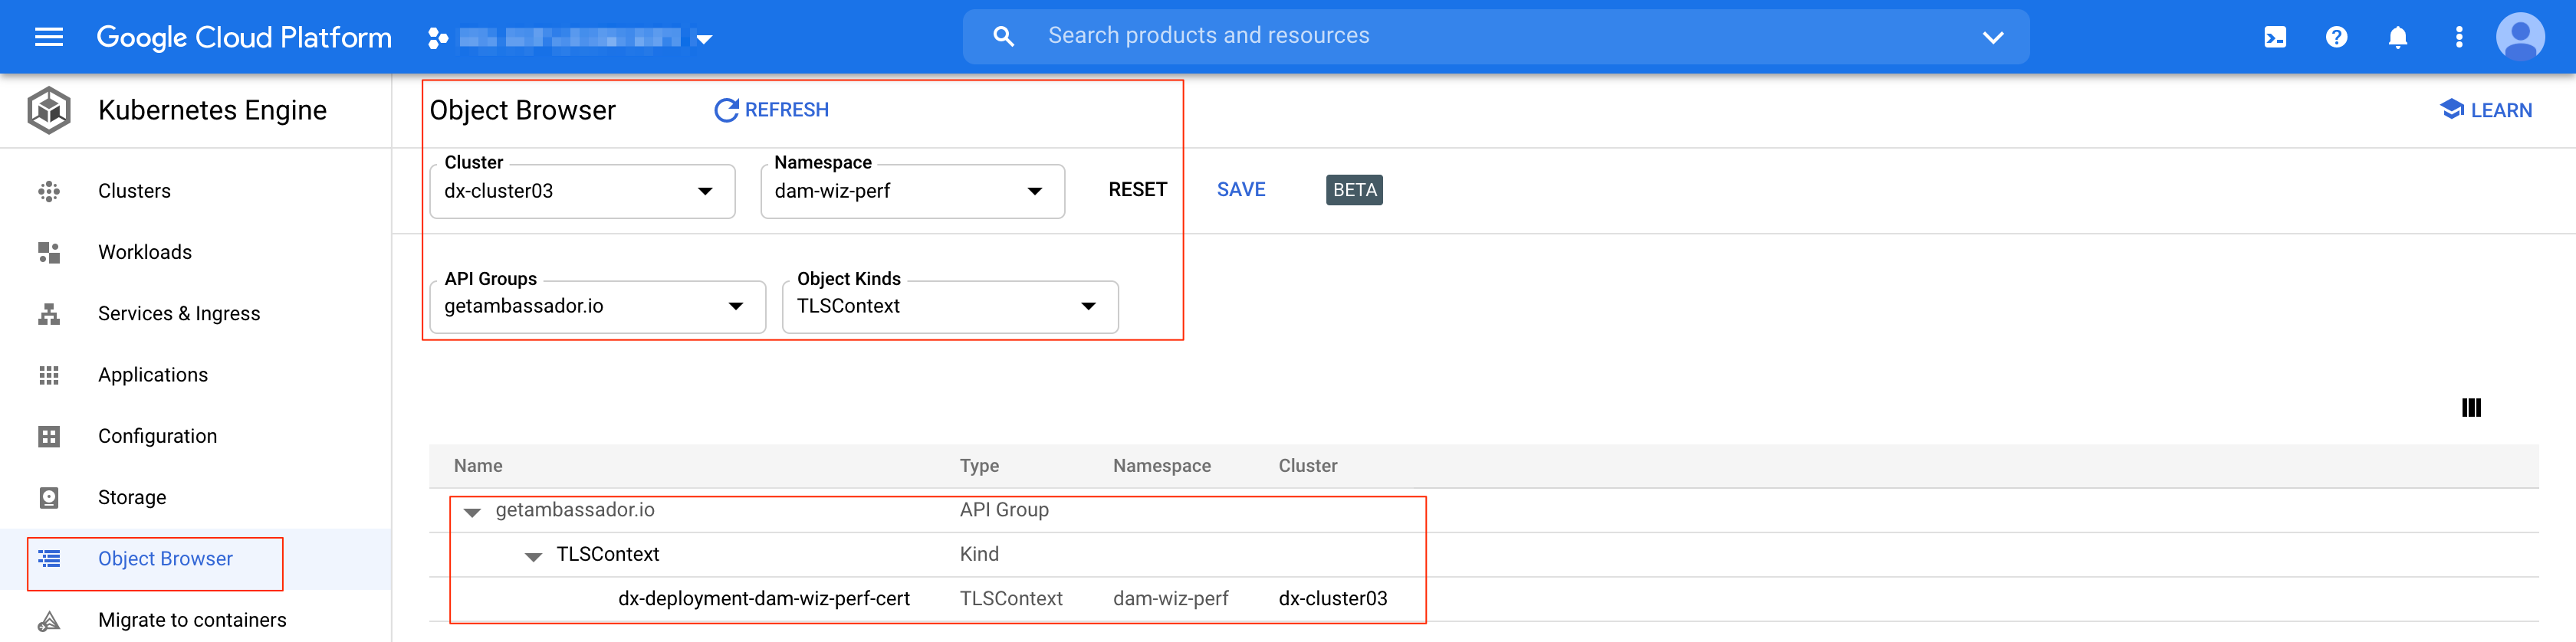 Google Cloud Platform
Search products and resources
Kubernetes Engine
Object Browser
REFRESH
LEARN
Clusters
Workloads
Services & Ingress
Applications
Configuration
Storage
Object Browser
Migrate to containers
Cluster
dx-cluster03
Namespace
dam-wiz-perf
RESET
SAVE
BETA
API Groups
getambassador.io
Object Kinds
TLSContext
Name Type Namespace Cluster
getambassador.io API Group
TLSContext Kind
dx-deployment-dam-wiz-perf-cert TLSContext dam-wiz-perf dx-cluster03